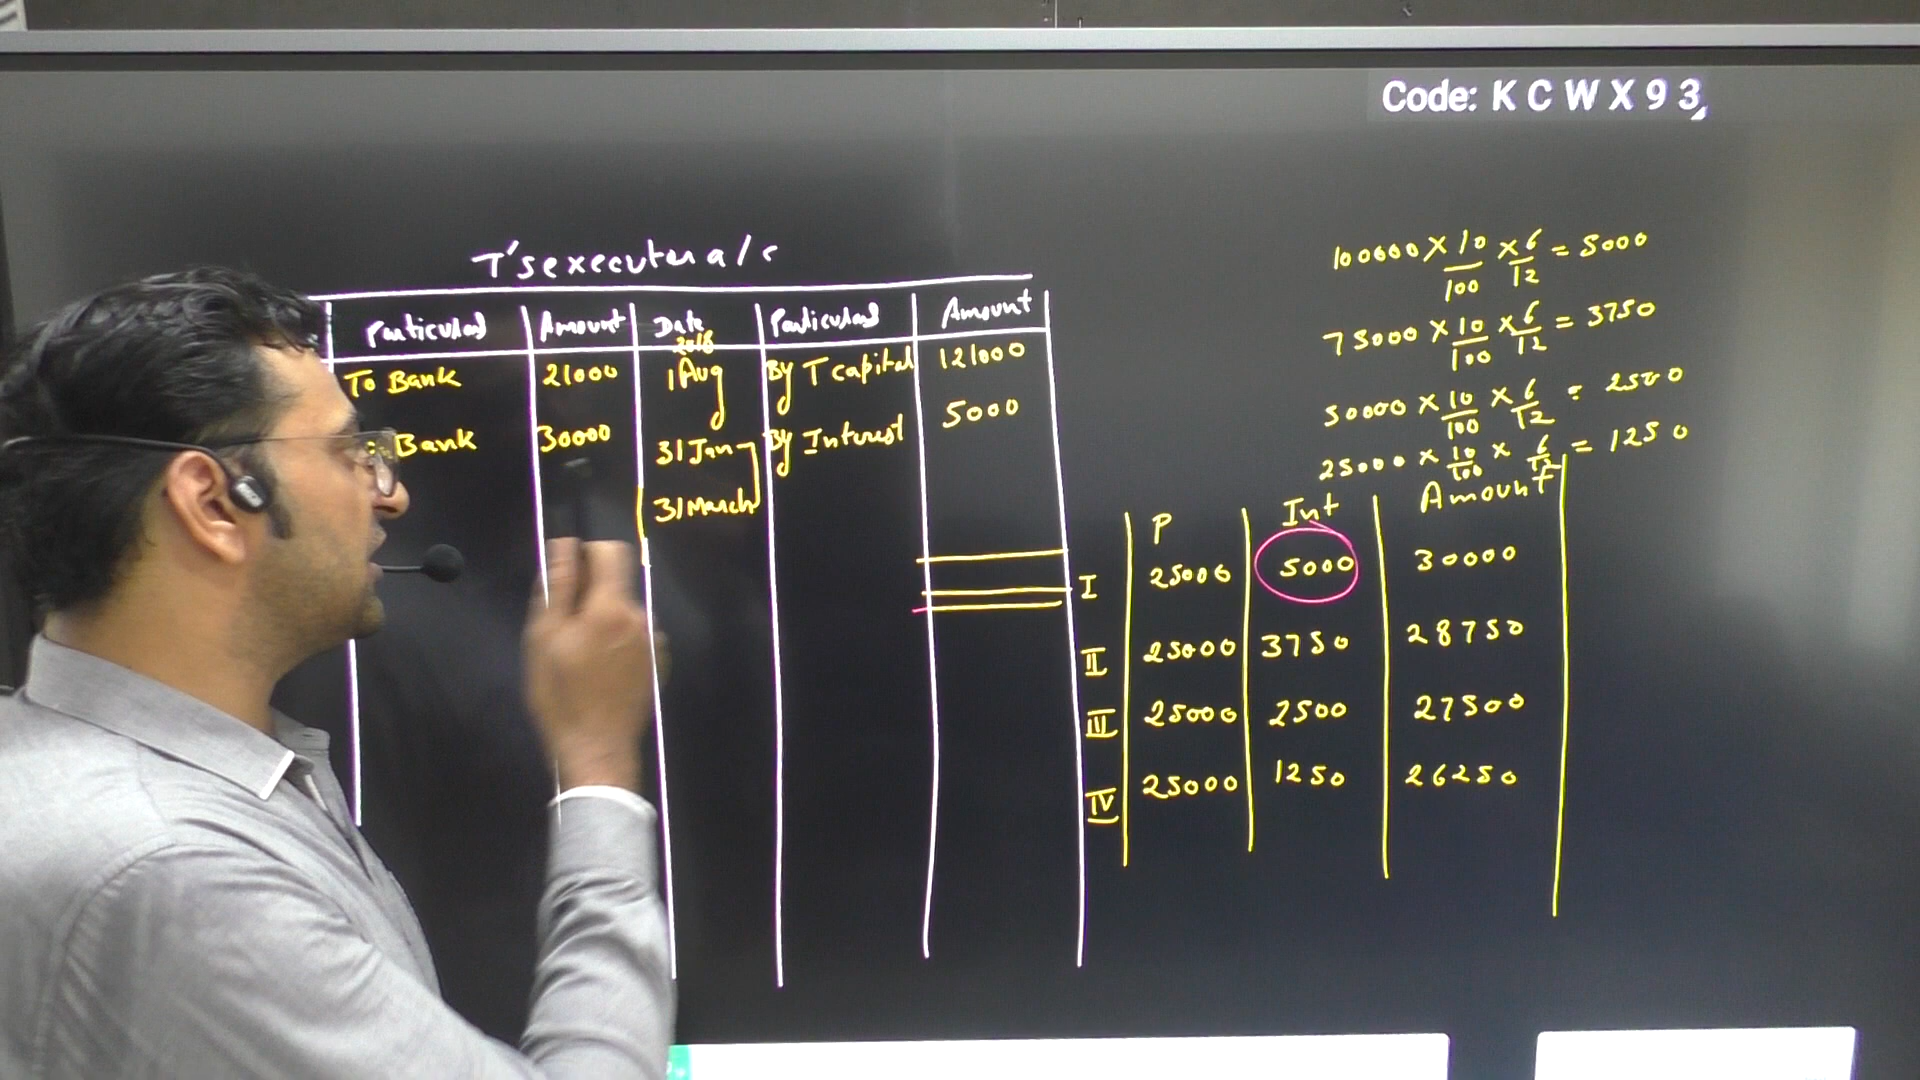 Code: K C W X 9 3
T's executer a/c
Particulars Amount Date Particulars Amount
2018
To Bank 21000 1 Aug By T capital 121000
Bank 30000 31 Jan By Interest 5000
31 March
100000 × 10/100 × 6/12 = 5000
75000 × 10/100 × 6/12 = 3750
50000 × 10/100 × 6/12 = 2500
25000 × 10/100 × 6/12 = 1250
P Int Amount
I 25000 5000 30000
II 25000 3750 28750
III 25000 2500 27500
IV 25000 1250 26250